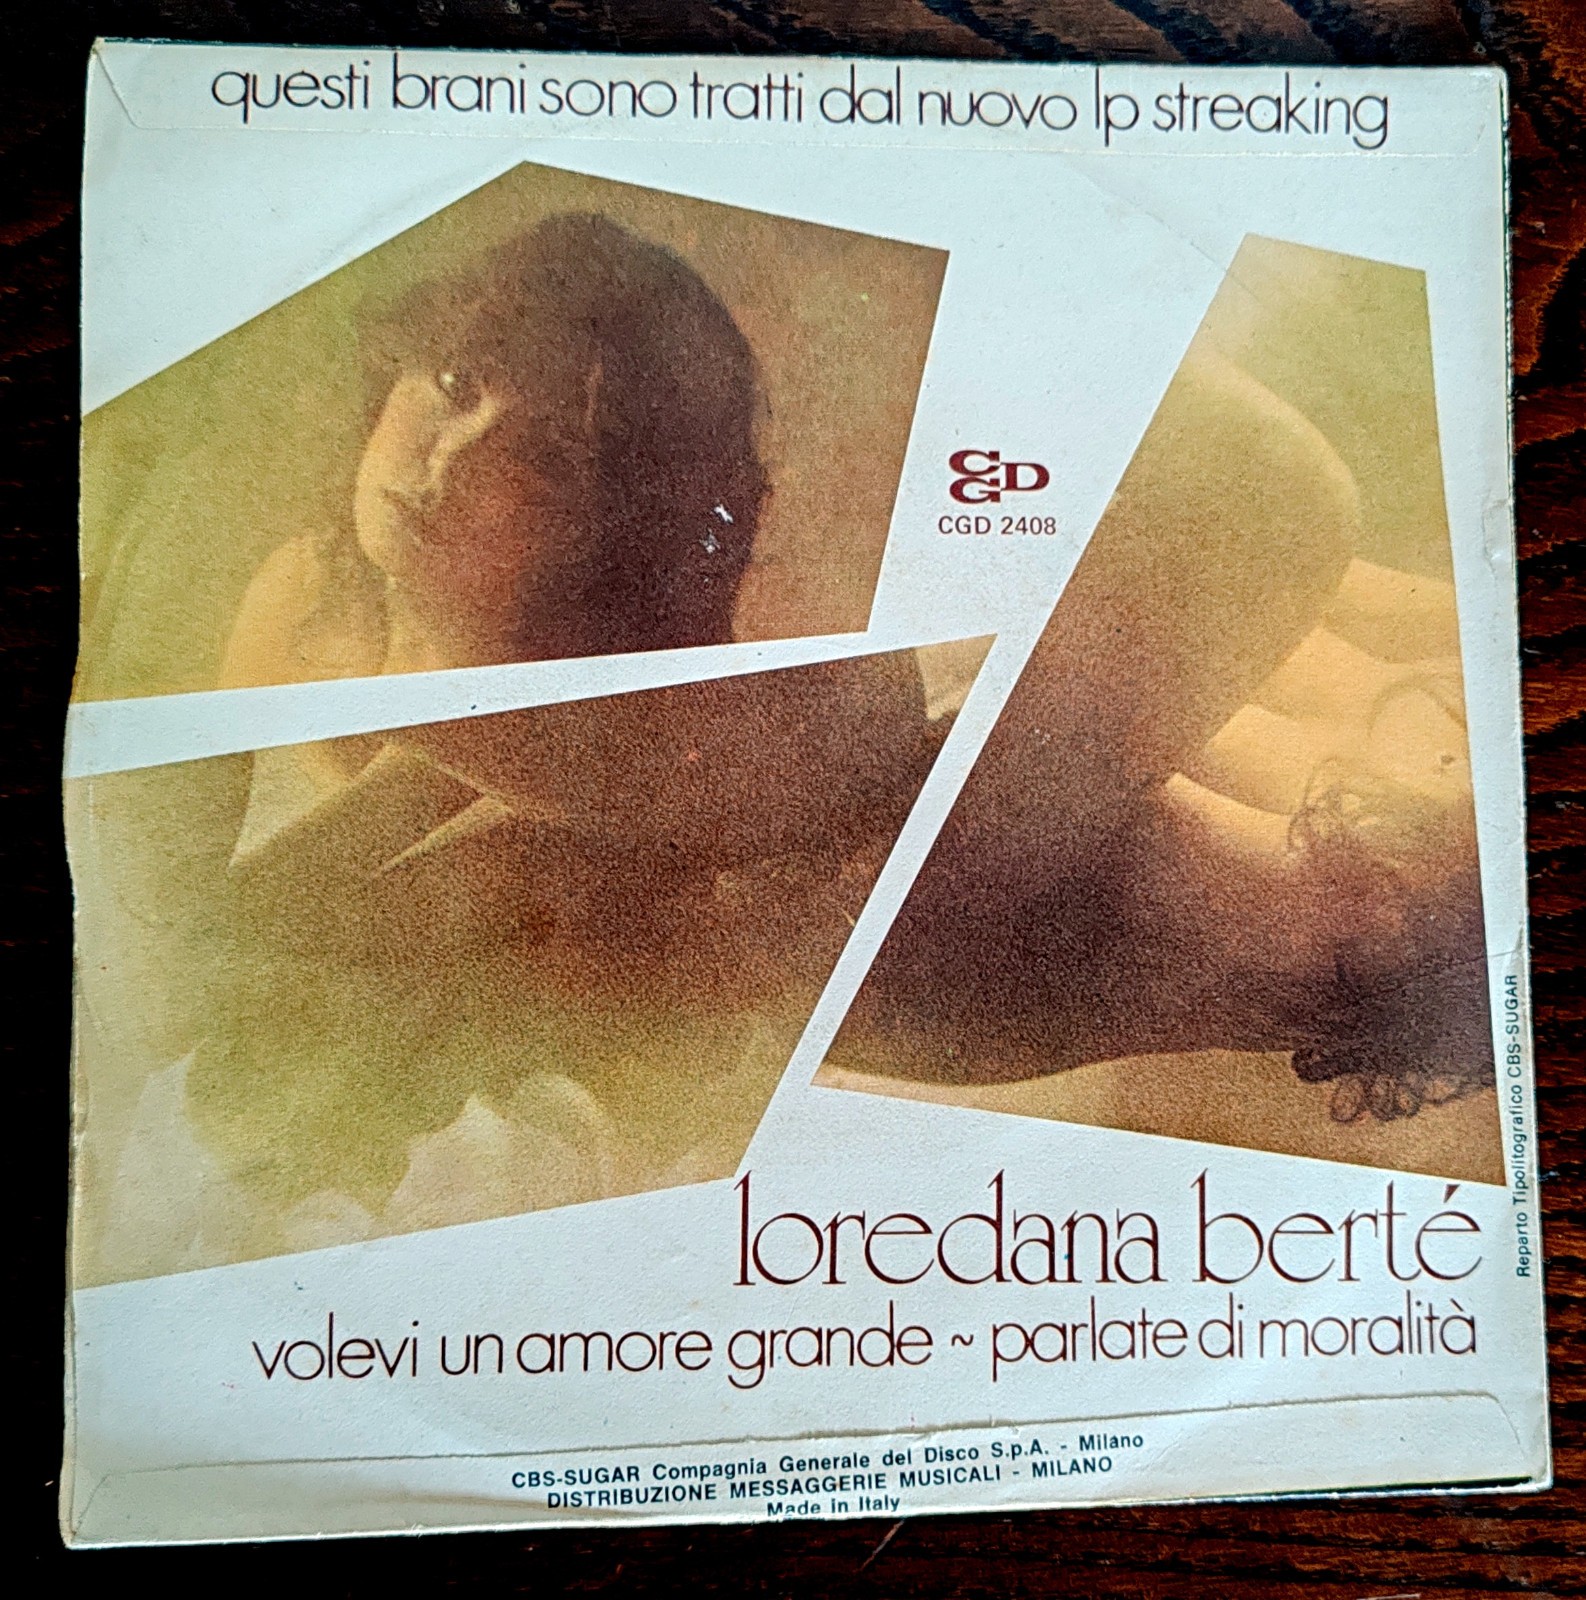 questi brani sono tratti dal nuovo lp streaking
CGD
CGD 2408
loredana berté
volevi un amore grande ~ parlate di moralità
Reparto Tipolitografico CBS-SUGAR
CBS-SUGAR Compagnia Generale del Disco S.p.A. - Milano
DISTRIBUZIONE MESSAGGERIE MUSICALI - MILANO
Made in Italy